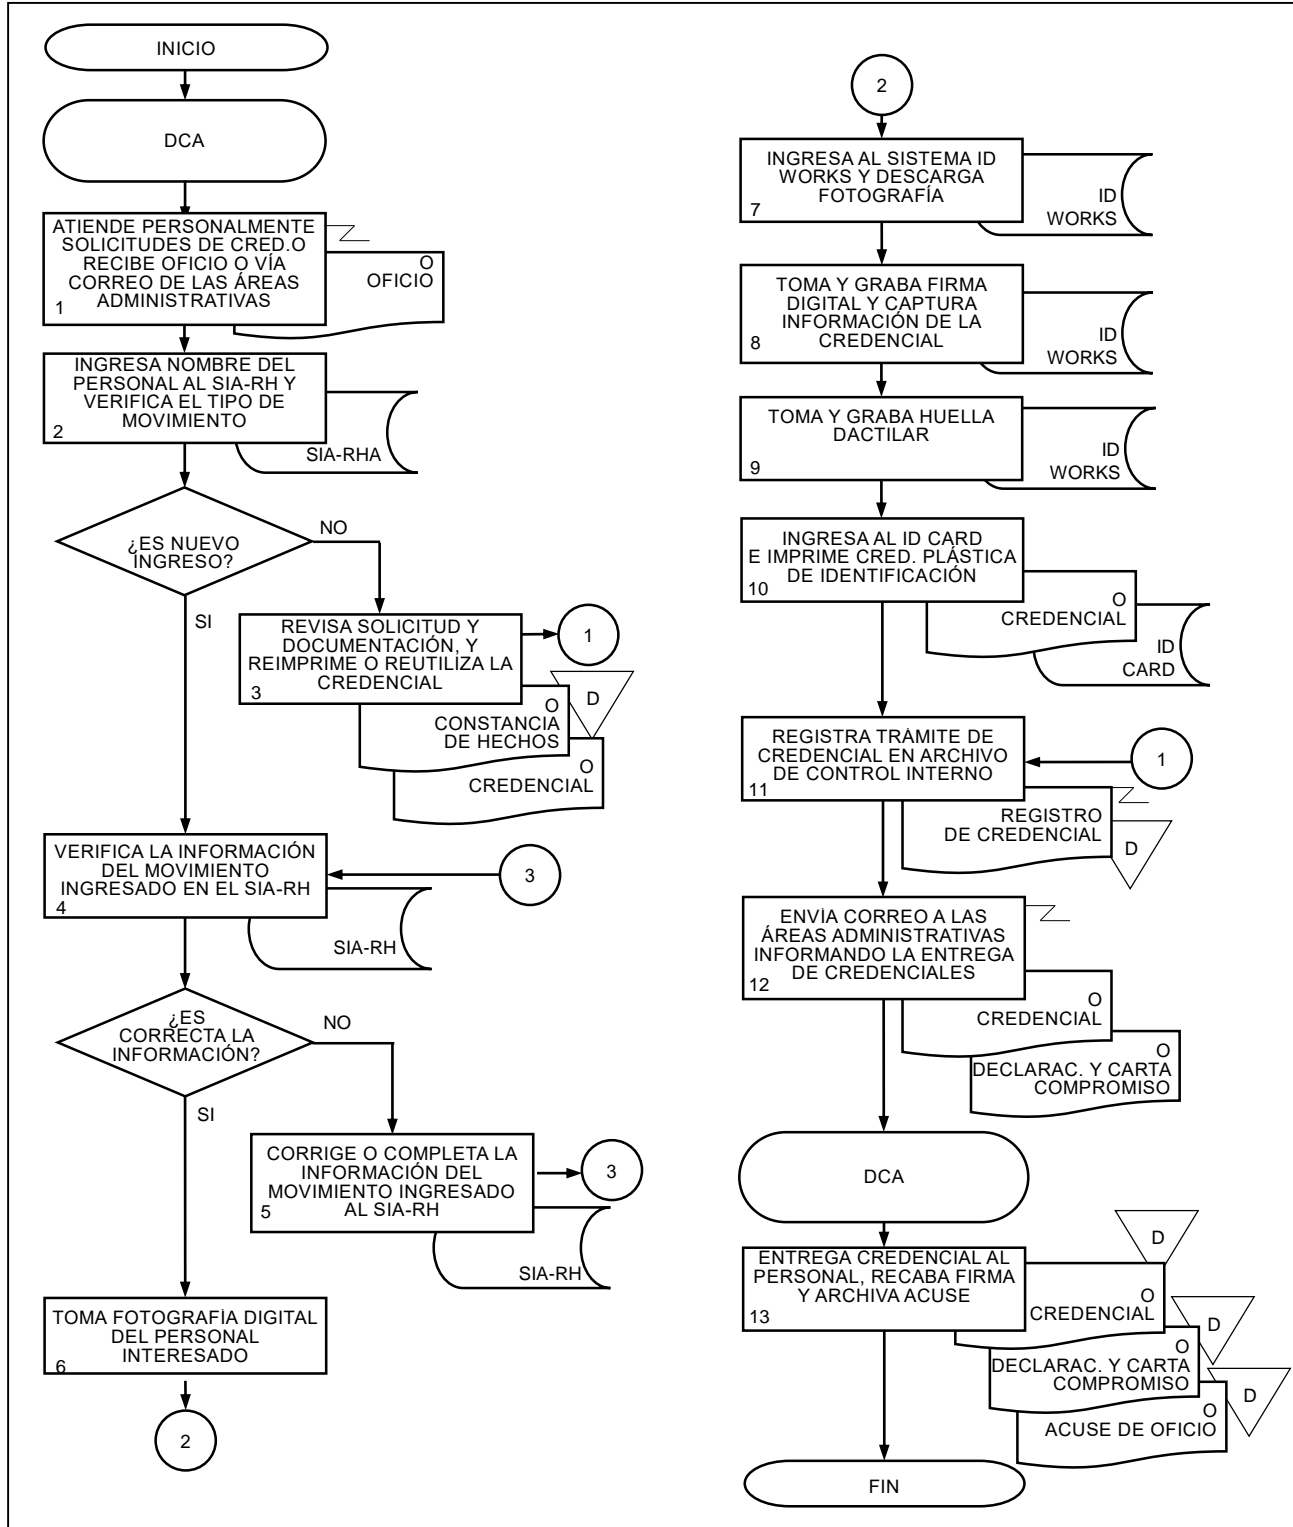 INICIO
DCA
ATIENDE PERSONALMENTE
SOLICITUDES DE CRED.O
RECIBE OFICIO O VÍA
CORREO DE LAS ÁREAS
ADMINISTRATIVAS
1
O
OFICIO
INGRESA NOMBRE DEL
PERSONAL AL SIA-RH Y
VERIFICA EL TIPO DE
MOVIMIENTO
2
SIA-RHA
¿ES NUEVO
INGRESO?
NO
SI
REVISA SOLICITUD Y
DOCUMENTACIÓN, Y
REIMPRIME O REUTILIZA LA
CREDENCIAL
3
1
D
O
CONSTANCIA
DE HECHOS
O
CREDENCIAL
VERIFICA LA INFORMACIÓN
DEL MOVIMIENTO
INGRESADO EN EL SIA-RH
4
3
SIA-RH
¿ES
CORRECTA LA
INFORMACIÓN?
NO
SI
CORRIGE O COMPLETA LA
INFORMACIÓN DEL
MOVIMIENTO INGRESADO
AL SIA-RH
5
3
SIA-RH
TOMA FOTOGRAFÌA DIGITAL
DEL PERSONAL
INTERESADO
6
2
2
INGRESA AL SISTEMA ID
WORKS Y DESCARGA
FOTOGRAFÍA
7
ID
WORKS
TOMA Y GRABA FIRMA
DIGITAL Y CAPTURA
INFORMACIÓN DE LA
CREDENCIAL
8
ID
WORKS
TOMA Y GRABA HUELLA
DACTILAR
9
ID
WORKS
INGRESA AL ID CARD
E IMPRIME CRED. PLÁSTICA
DE IDENTIFICACIÓN
10
O
CREDENCIAL
ID
CARD
REGISTRA TRÀMITE DE
CREDENCIAL EN ARCHIVO
DE CONTROL INTERNO
11
1
REGISTRO
DE CREDENCIAL
D
ENVÌA CORREO A LAS
ÁREAS ADMINISTRATIVAS
INFORMANDO LA ENTREGA
DE CREDENCIALES
12
O
CREDENCIAL
O
DECLARAC. Y CARTA
COMPROMISO
DCA
ENTREGA CREDENCIAL AL
PERSONAL, RECABA FIRMA
Y ARCHIVA ACUSE
13
D
O
CREDENCIAL
D
O
DECLARAC. Y CARTA
COMPROMISO
D
O
ACUSE DE OFICIO
FIN